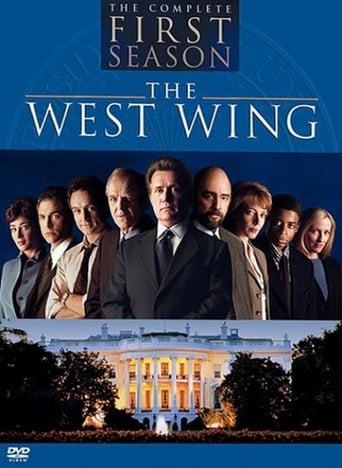 THE COMPLETE
FIRST
SEASON
THE
WEST WING
DVD
VIDEO